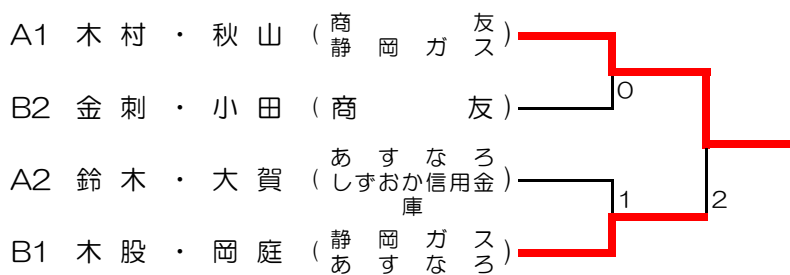 A1 木村・秋山(商友 静岡ガス)
0
B2 金刺・小田(商友)
A2 鈴木・大賀(あすなろ しずおか信用金庫)
1 2
B1 木股・岡庭(静岡ガス あすなろ)